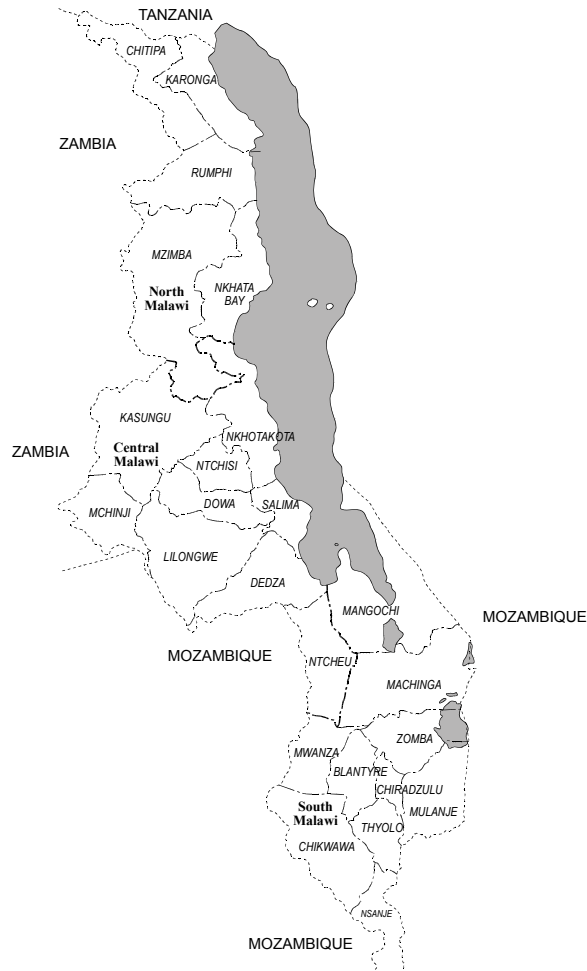 TANZANIA
CHITIPA
KARONGA
ZAMBIA
RUMPHI
MZIMBA
North
Malawi
NKHATA
BAY
KASUNGU
NKHOTAKOTA
ZAMBIA
Central
Malawi
NTCHISI
DOWA
SALIMA
MCHINJI
LILONGWE
DEDZA
MANGOCHI
MOZAMBIQUE
MOZAMBIQUE
NTCHEU
MACHINGA
ZOMBA
MWANZA
BLANTYRE
CHIRADZULU
South
Malawi
MULANJE
THYOLO
CHIKWAWA
NSANJE
MOZAMBIQUE